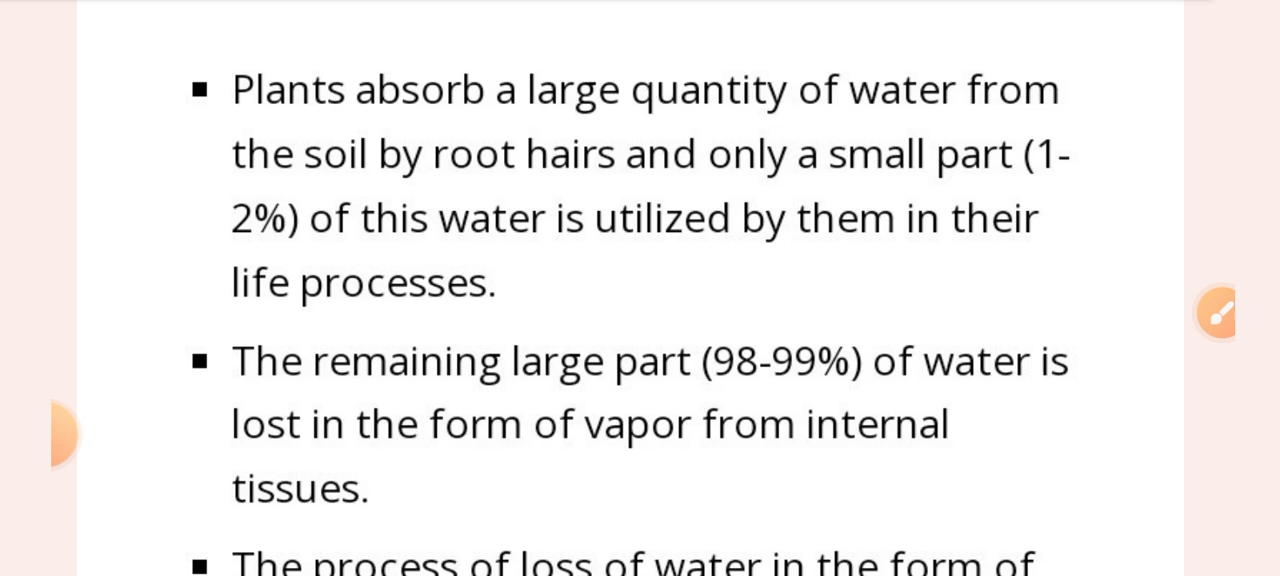 ▪ Plants absorb a large quantity of water from
the soil by root hairs and only a small part (1-
2%) of this water is utilized by them in their
life processes.
▪ The remaining large part (98-99%) of water is
lost in the form of vapor from internal
tissues.
▪ The process of loss of water in the form of